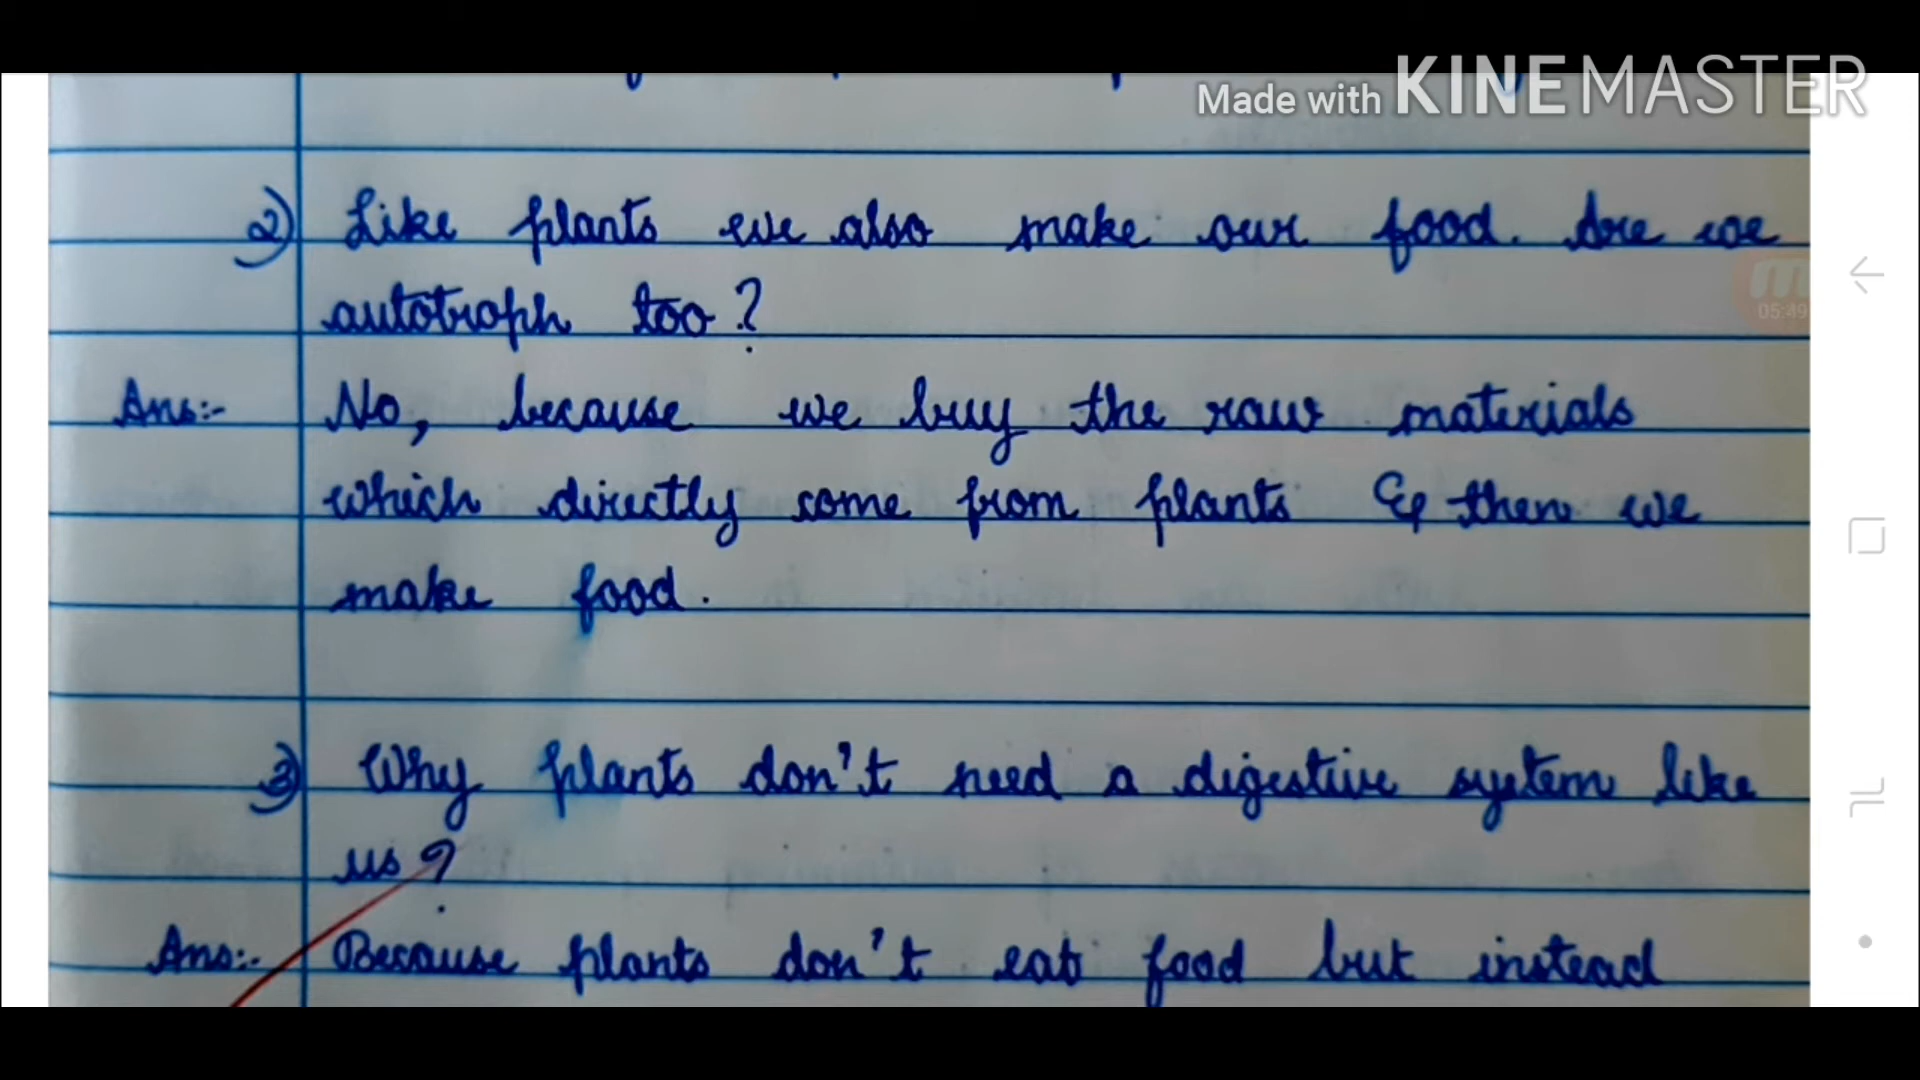 Made with KINEMASTER
2) Like plants we also make our food. Are we
autotroph too?
05:49
Ans:- No, because we buy the raw materials
which directly come from plants & then we
make food.
3) Why plants don't need a digestive system like
us?
Ans:- Because plants don't eat food but instead